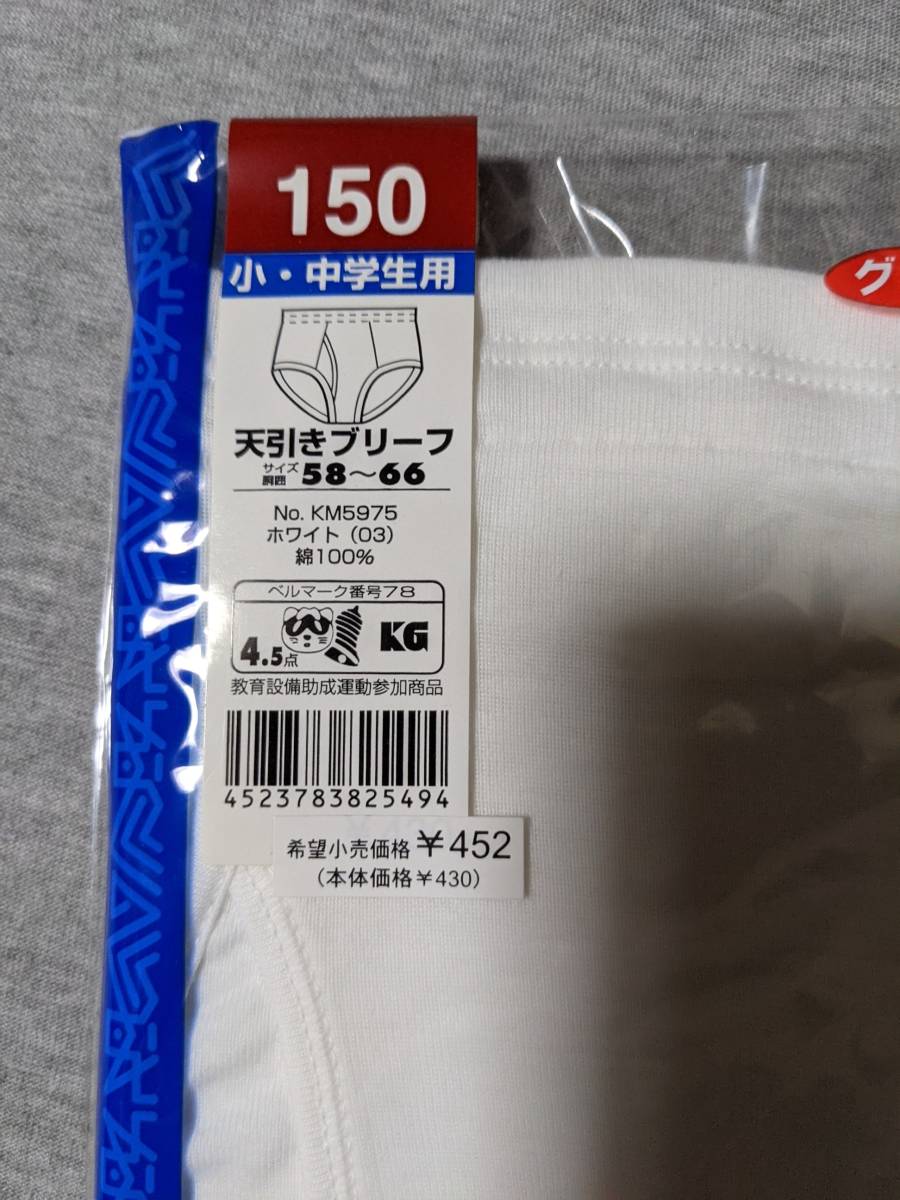 150
小・中学生用
グ
天引きブリーフ
サイズ
胴囲 58～66
No. KM5975
ホワイト（03）
綿100%
ベルマーク番号78
4.5点 KG
教育設備助成運動参加商品
4523783825494
希望小売価格 ￥452
（本体価格￥430）